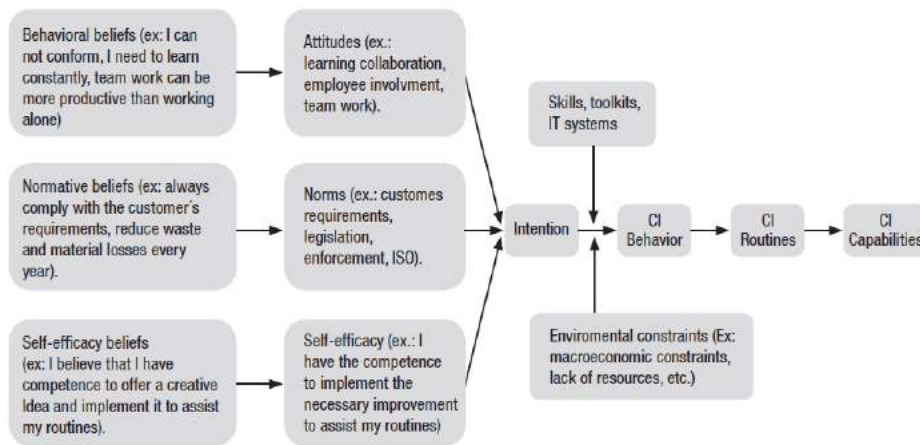 Behavioral beliefs (ex: I can
not conform, I need to learn
constantly, team work can be
more productive than working
alone)
Attitudes (ex.:
learning collaboration,
employee involvment,
team work).
Skills, toolkits,
IT systems
Normative beliefs (ex: always
comply with the customer´s
requirements, reduce waste
and material losses every
year).
Norms (ex.: customes
requirements,
legislation,
enforcement, ISO).
Intention
CI
Behavior
CI
Routines
CI
Capabilities
Self-efficacy beliefs
(ex: I believe that I have
competence to offer a creative
Idea and implement it to assist
my routines).
Self-efficacy (ex.: I
have the competence
to implement the
necessary improvement
to assist my routines)
Enviromental constraints (Ex:
macroeconomic constraints,
lack of resources, etc.)